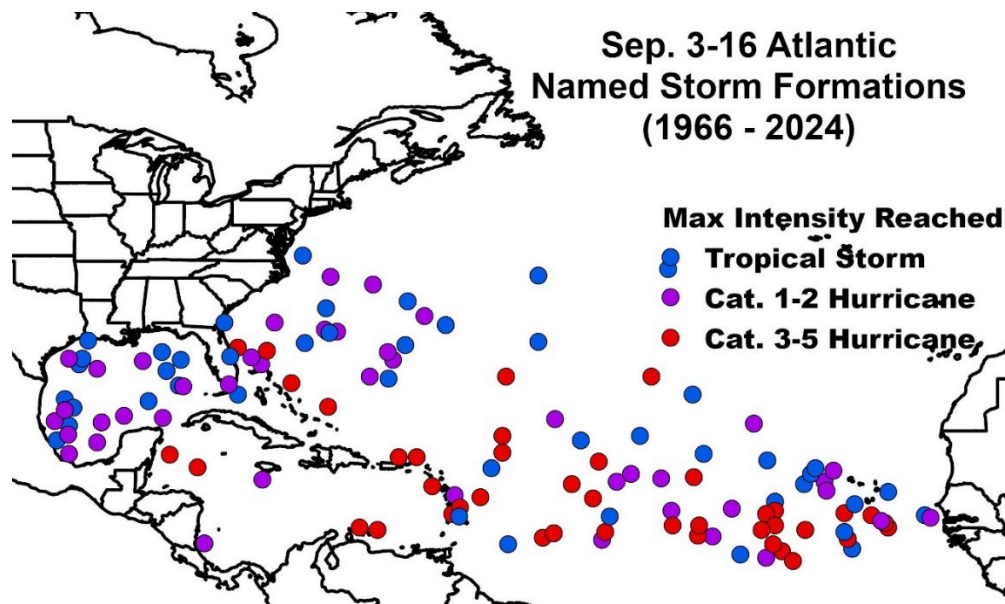 Sep. 3-16 Atlantic
Named Storm Formations
(1966 - 2024)
Max Intensity Reached
Tropical Storm
Cat. 1-2 Hurricane
Cat. 3-5 Hurricane